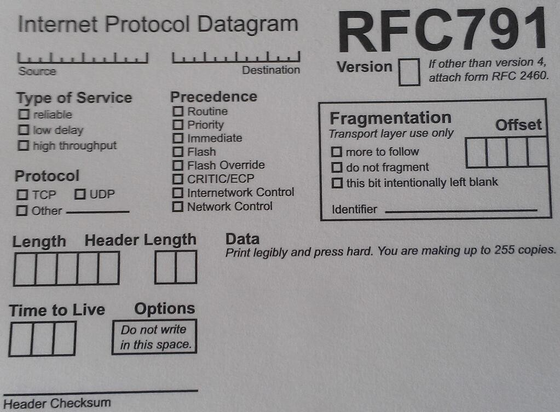 Internet Protocol Datagram
RFC791
Source
Destination
Version
If other than version 4,
attach form RFC 2460.
Type of Service
reliable
low delay
high throughput
Precedence
Routine
Priority
Immediate
Flash
Flash Override
CRITIC/ECP
Internetwork Control
Network Control
Fragmentation
Transport layer use only
Offset
more to follow
do not fragment
this bit intentionally left blank
Identifier
Protocol
TCP UDP
Other
Length Header Length
Data
Print legibly and press hard. You are making up to 255 copies.
Time to Live Options
Do not write
in this space.
Header Checksum